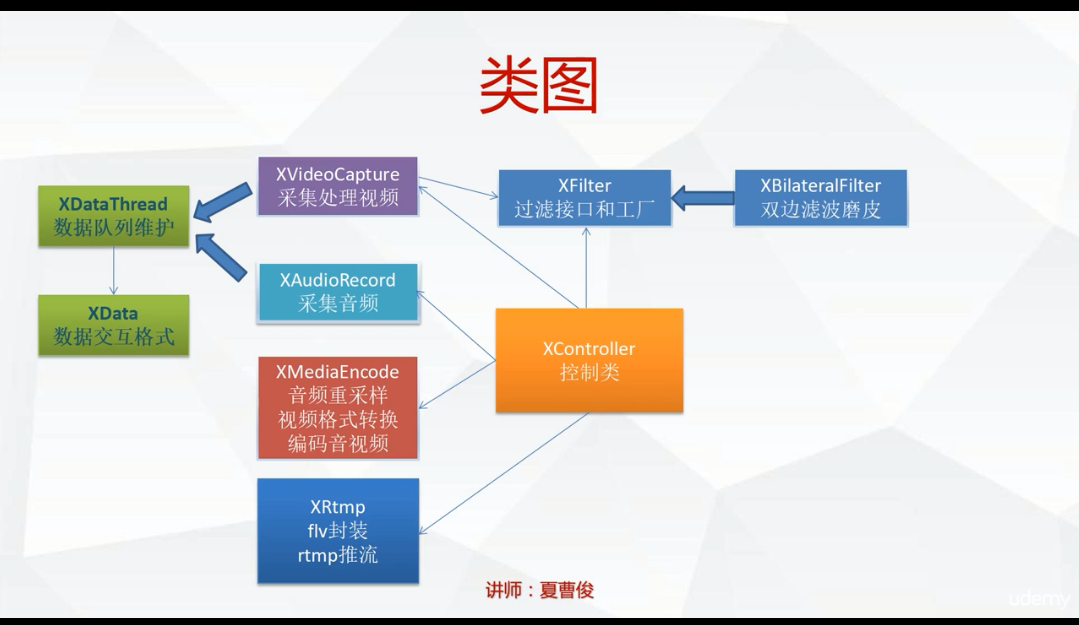 类图
XDataThread
数据队列维护
XData
数据交互格式
XVideoCapture
采集处理视频
XAudioRecord
采集音频
XMediaEncode
音频重采样
视频格式转换
编码音视频
XRtmp
flv封装
rtmp推流
XFilter
过滤接口和工厂
XBilateralFilter
双边滤波磨皮
XController
控制类
讲师：夏曹俊
udemy